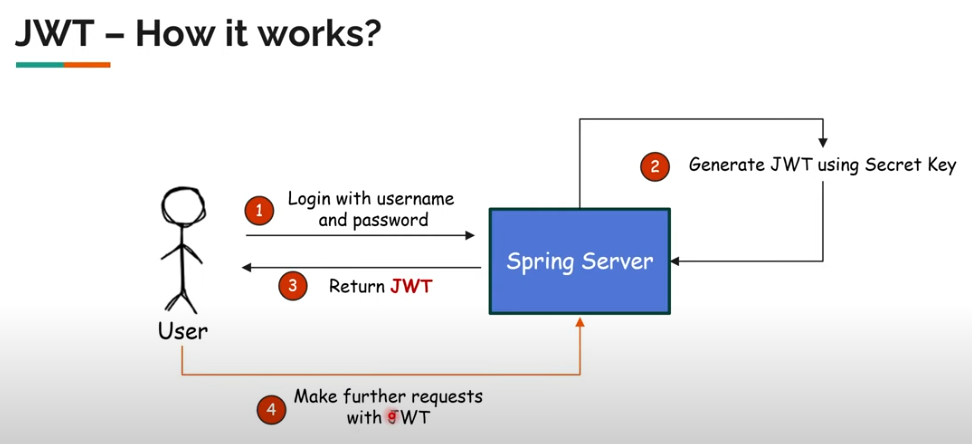 JWT – How it works?
1
Login with username
and password
2
Generate JWT using Secret Key
Spring Server
3
Return JWT
User
4
Make further requests
with JWT